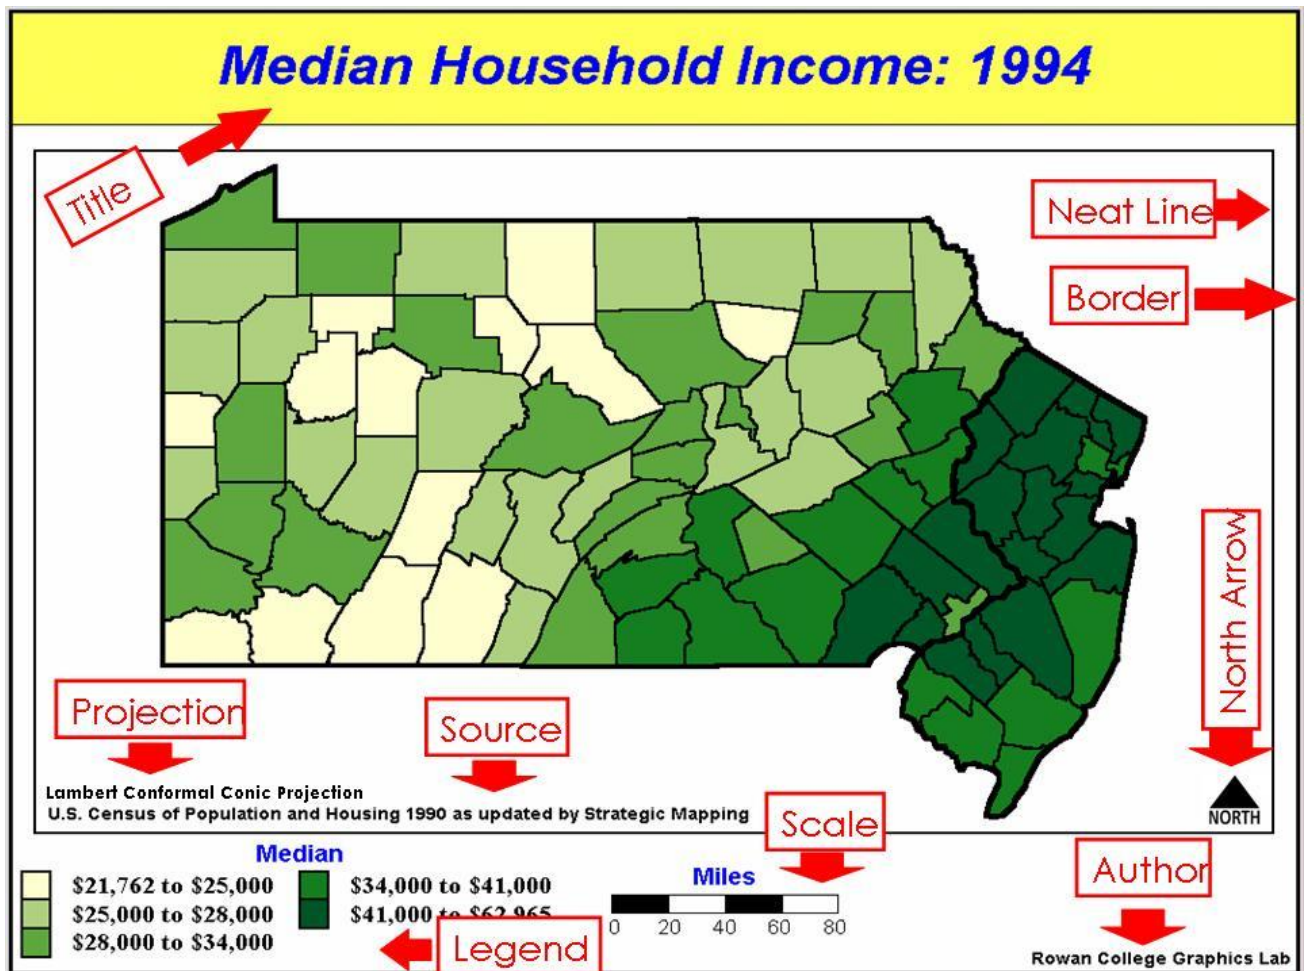 Median Household Income: 1994
Title
Neat Line
Border
North Arrow
Projection
Source
Lambert Conformal Conic Projection
U.S. Census of Population and Housing 1990 as updated by Strategic Mapping
Scale
NORTH
Median
$21,762 to $25,000
$25,000 to $28,000
$28,000 to $34,000
$34,000 to $41,000
$41,000 to $62,965
Legend
Miles
0 20 40 60 80
Author
Rowan College Graphics Lab